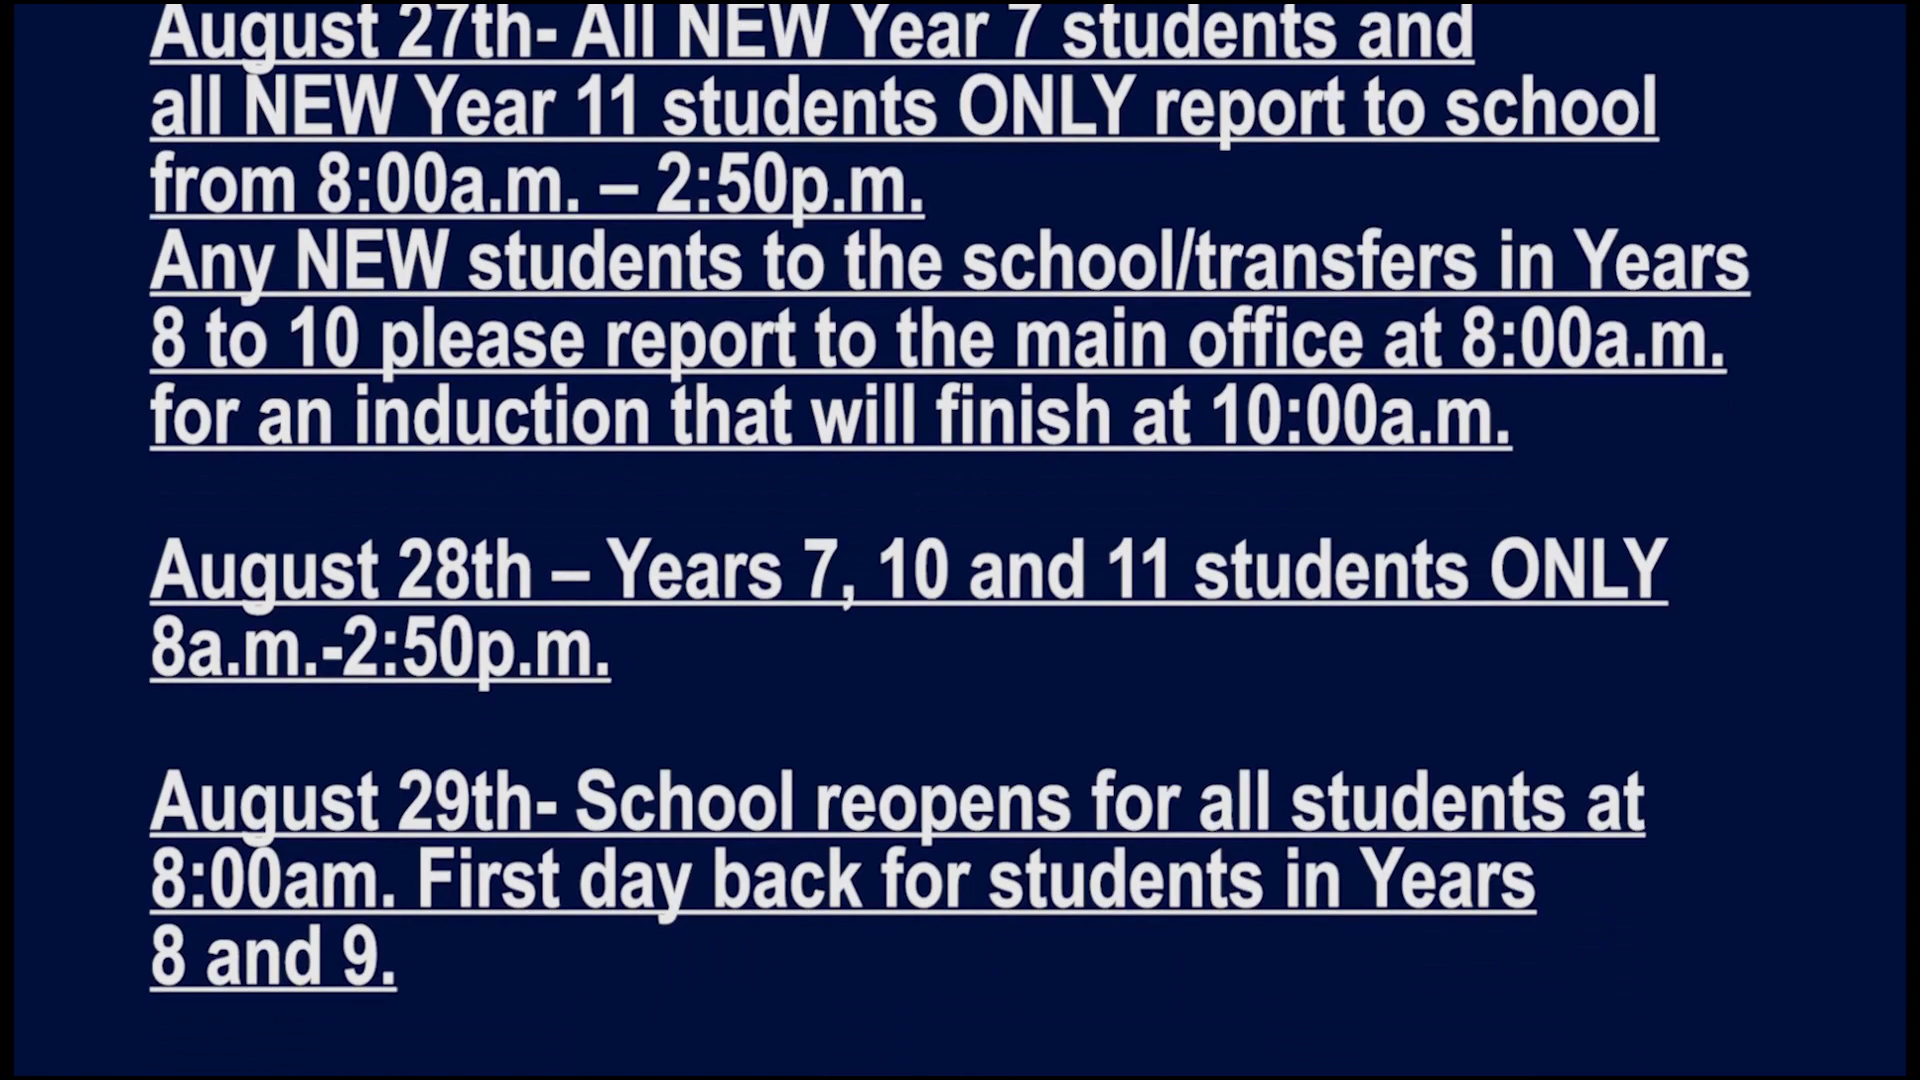 August 27th- All NEW Year 7 students and
all NEW Year 11 students ONLY report to school
from 8:00a.m. – 2:50p.m.
Any NEW students to the school/transfers in Years
8 to 10 please report to the main office at 8:00a.m.
for an induction that will finish at 10:00a.m.
August 28th – Years 7, 10 and 11 students ONLY
8a.m.-2:50p.m.
August 29th- School reopens for all students at
8:00am. First day back for students in Years
8 and 9.